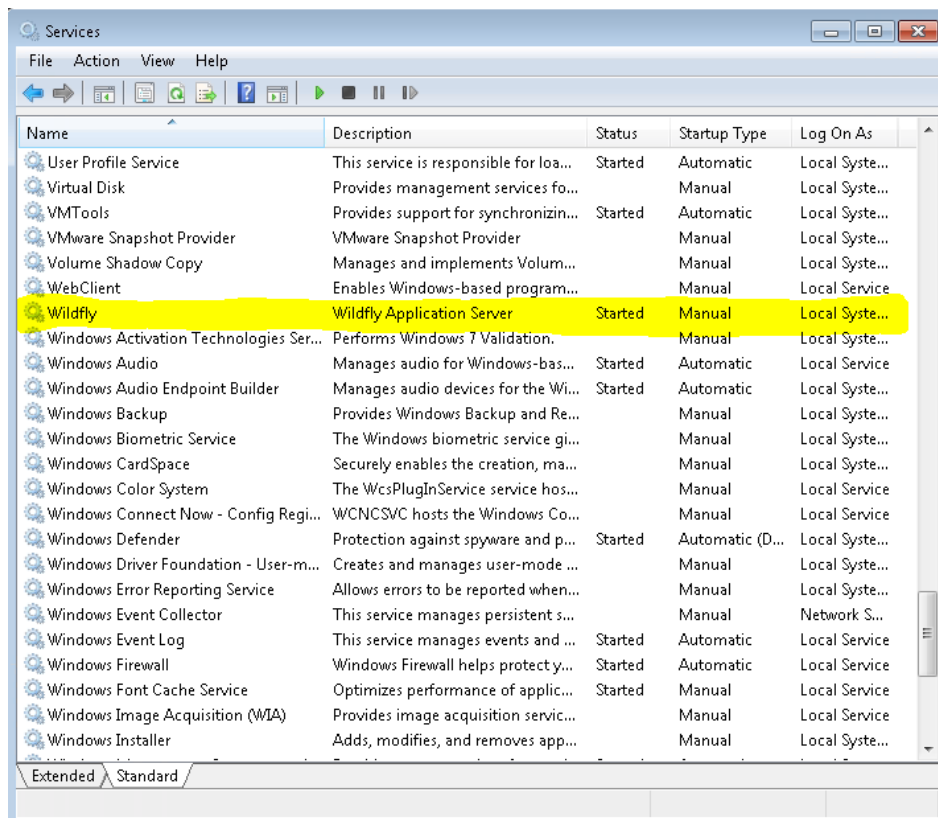 Services
File Action View Help
Name Description Status Startup Type Log On As
User Profile Service This service is responsible for loa... Started Automatic Local Syste...
Virtual Disk Provides management services fo... Manual Local Syste...
VMTools Provides support for synchronizin... Started Automatic Local Syste...
VMware Snapshot Provider VMware Snapshot Provider Manual Local Syste...
Volume Shadow Copy Manages and implements Volum... Manual Local Syste...
WebClient Enables Windows-based program... Manual Local Service
Wildfly Wildfly Application Server Started Manual Local Syste...
Windows Activation Technologies Ser... Performs Windows 7 Validation. Manual Local Syste...
Windows Audio Manages audio for Windows-bas... Started Automatic Local Service
Windows Audio Endpoint Builder Manages audio devices for the Wi... Started Automatic Local Syste...
Windows Backup Provides Windows Backup and Re... Manual Local Syste...
Windows Biometric Service The Windows biometric service gi... Manual Local Syste...
Windows CardSpace Securely enables the creation, ma... Manual Local Syste...
Windows Color System The WcsPlugInService service hos... Manual Local Service
Windows Connect Now - Config Regi... WCNCSVC hosts the Windows Co... Manual Local Service
Windows Defender Protection against spyware and p... Started Automatic (D... Local Syste...
Windows Driver Foundation - User-m... Creates and manages user-mode ... Manual Local Syste...
Windows Error Reporting Service Allows errors to be reported when... Manual Local Syste...
Windows Event Collector This service manages persistent s... Manual Network S...
Windows Event Log This service manages events and ... Started Automatic Local Service
Windows Firewall Windows Firewall helps protect y... Started Automatic Local Service
Windows Font Cache Service Optimizes performance of applic... Started Manual Local Service
Windows Image Acquisition (WIA) Provides image acquisition servic... Manual Local Service
Windows Installer Adds, modifies, and removes app... Manual Local Syste...
Extended Standard